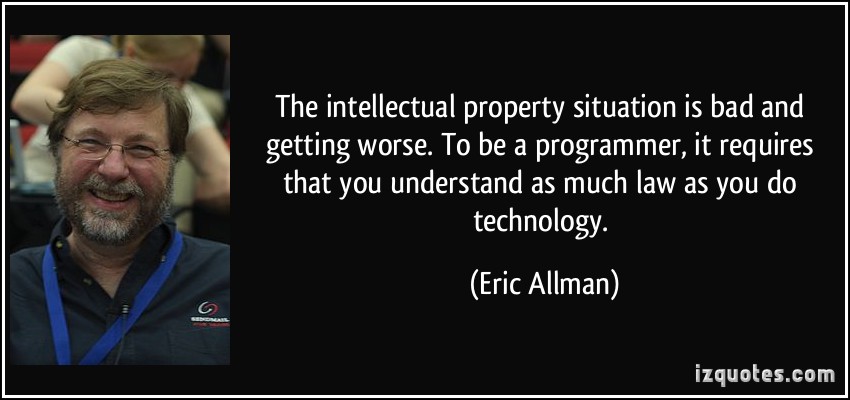 The intellectual property situation is bad and
getting worse. To be a programmer, it requires
that you understand as much law as you do
technology.
(Eric Allman)
SENDMAIL
izquotes.com